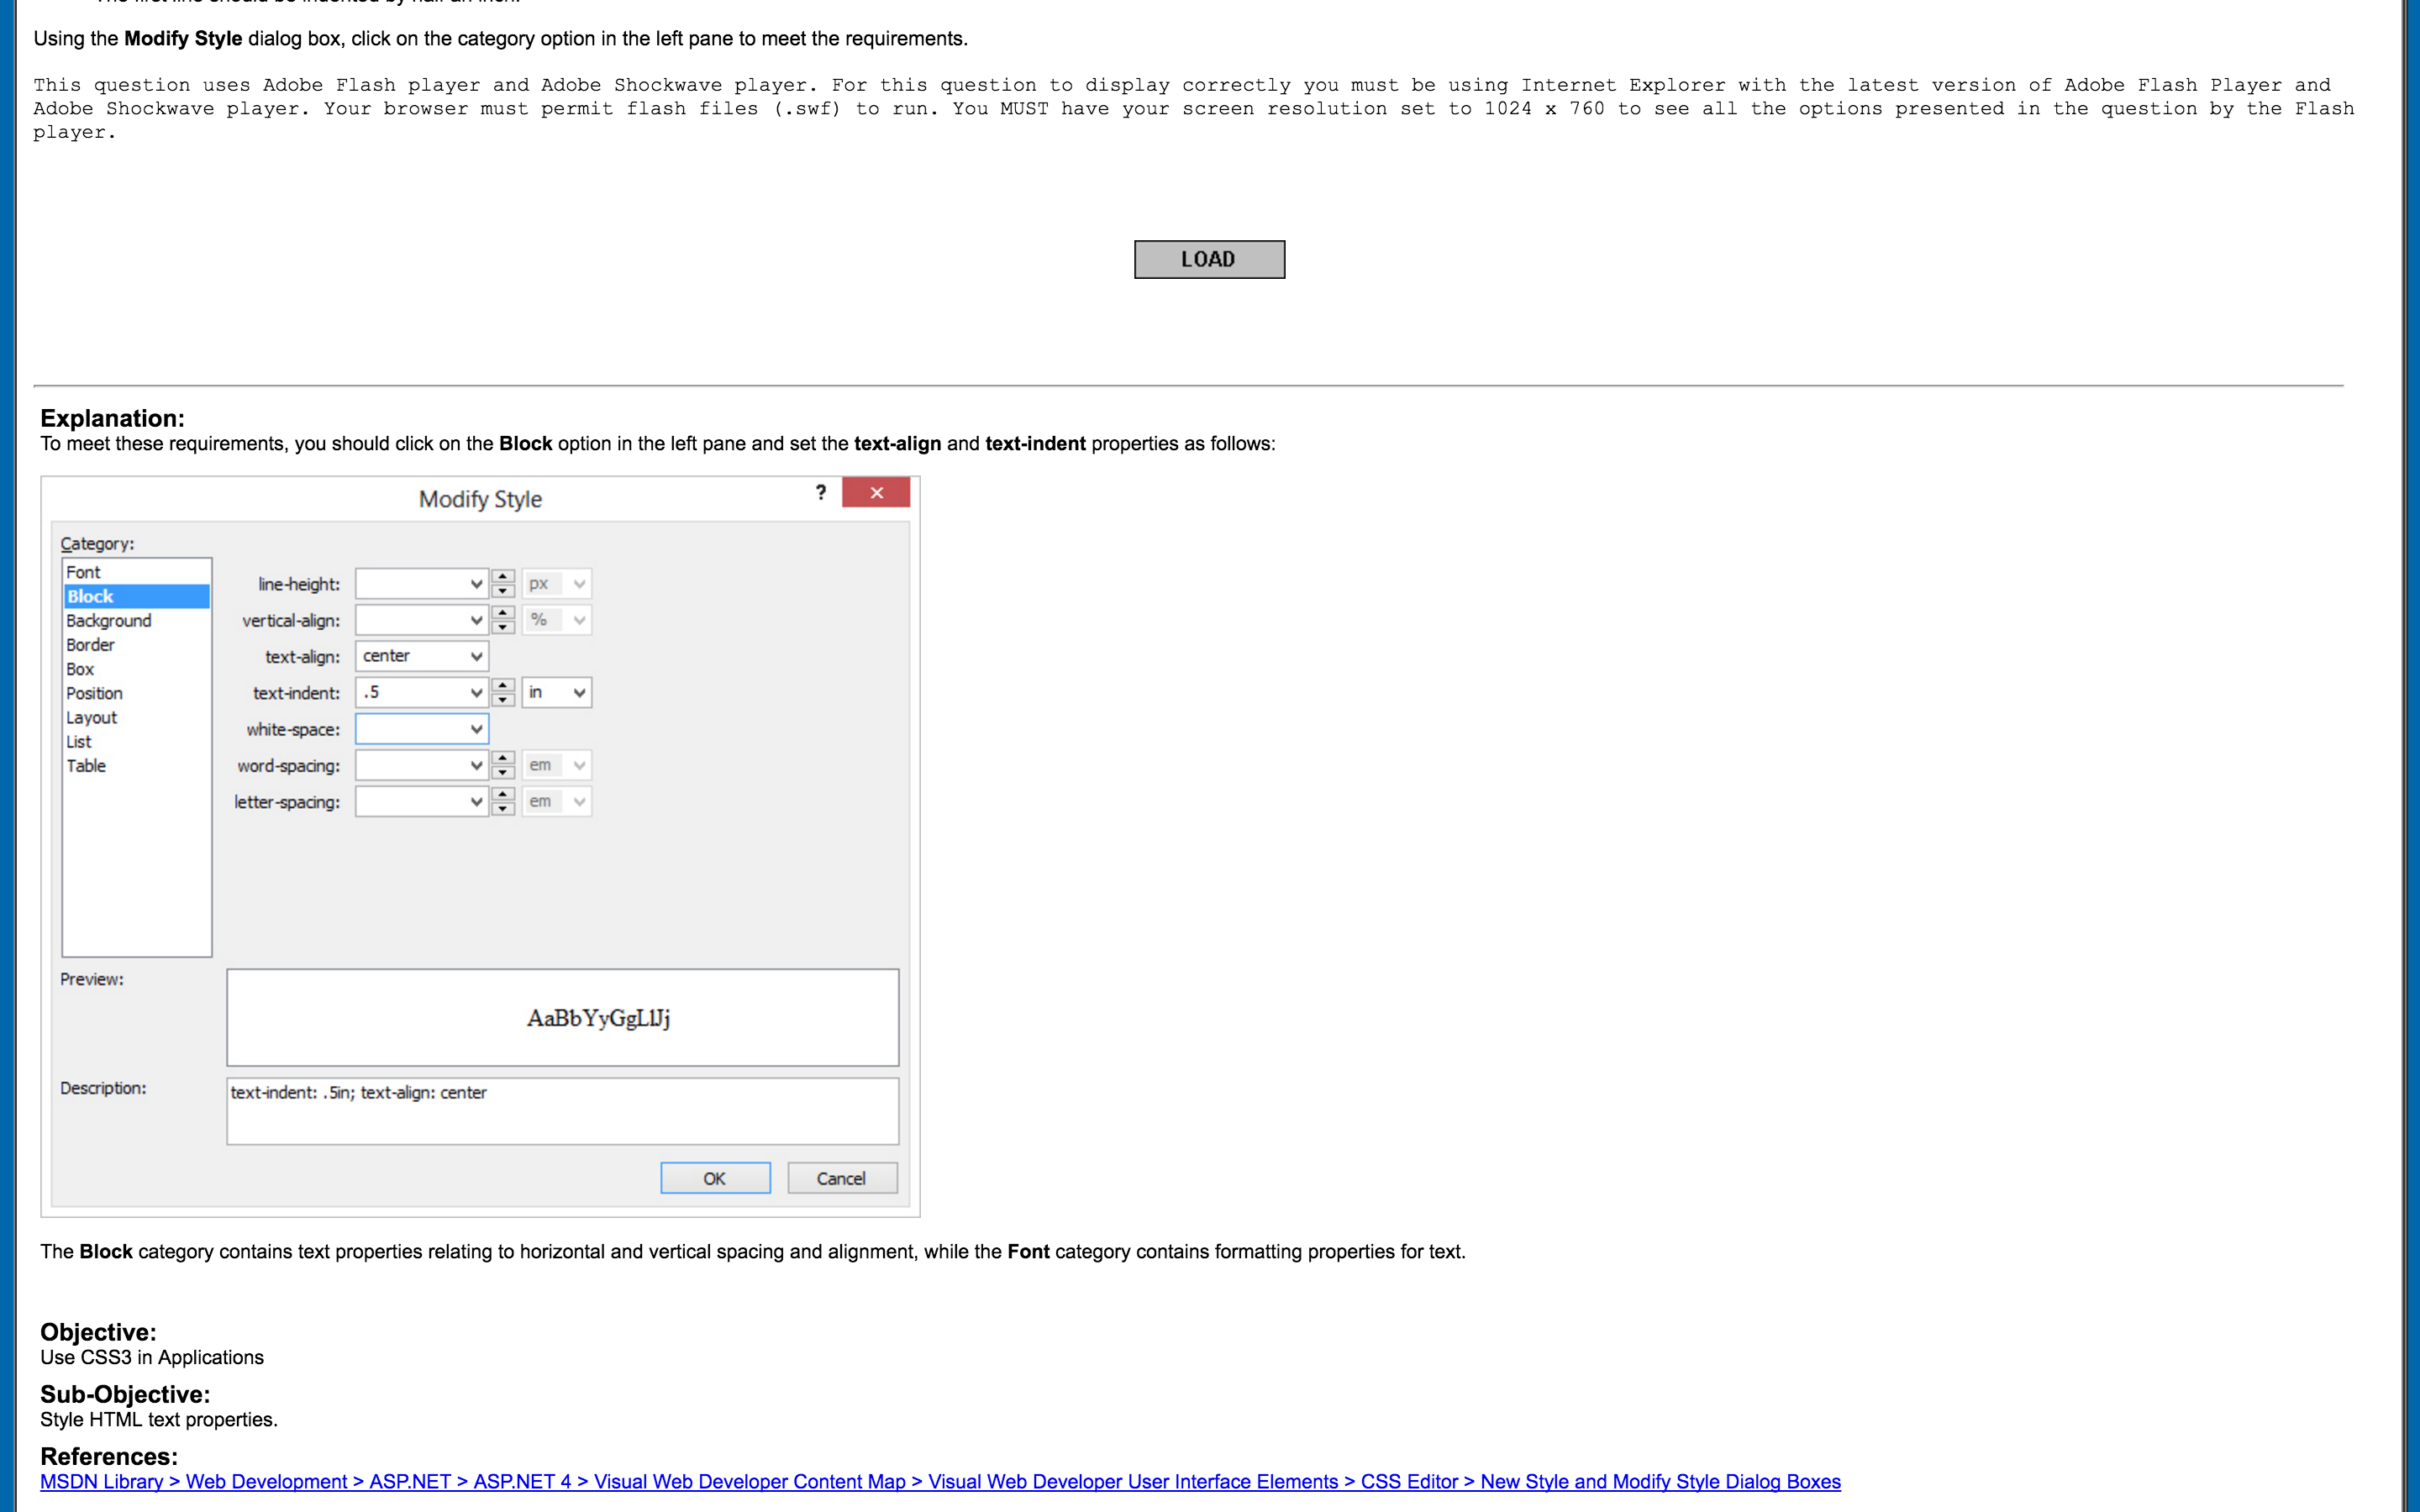 The first line should be indented by half an inch.
Using the Modify Style dialog box, click on the category option in the left pane to meet the requirements.
This question uses Adobe Flash player and Adobe Shockwave player. For this question to display correctly you must be using Internet Explorer with the latest version of Adobe Flash Player and
Adobe Shockwave player. Your browser must permit flash files (.swf) to run. You MUST have your screen resolution set to 1024 x 760 to see all the options presented in the question by the Flash
player.
LOAD
Explanation:
To meet these requirements, you should click on the Block option in the left pane and set the text-align and text-indent properties as follows:
Modify Style ? ×
Category:
Font
Block
Background
Border
Box
Position
Layout
List
Table
line-height: px
vertical-align: %
text-align: center
text-indent: .5 in
white-space:
word-spacing: em
letter-spacing: em
Preview:
AaBbYyGgLlJj
Description:
text-indent: .5in; text-align: center
OK Cancel
The Block category contains text properties relating to horizontal and vertical spacing and alignment, while the Font category contains formatting properties for text.
Objective:
Use CSS3 in Applications
Sub-Objective:
Style HTML text properties.
References:
MSDN Library > Web Development > ASP.NET > ASP.NET 4 > Visual Web Developer Content Map > Visual Web Developer User Interface Elements > CSS Editor > New Style and Modify Style Dialog Boxes